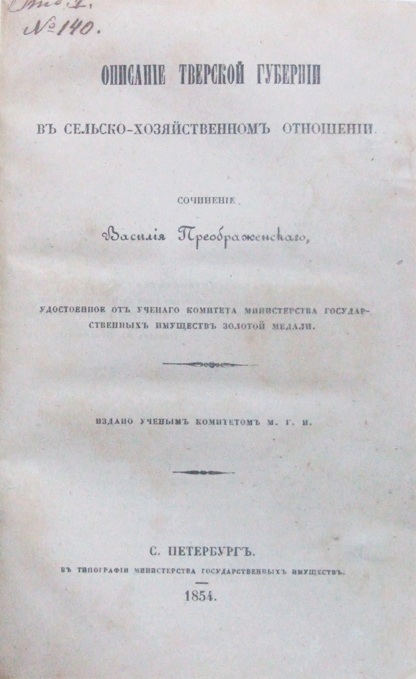 № 140.
ОПИСАНІЕ ТВЕРСКОЙ ГУБЕРНІИ
ВЪ СЕЛЬСКО-ХОЗЯЙСТВЕННОМЪ ОТНОШЕНІИ.
СОЧИНЕНІЕ
Василія Преображенскаго,
УДОСТОЕННОЕ ОТЪ УЧЕНАГО КОМИТЕТА МИНИСТЕРСТВА ГОСУДАР-
СТВЕННЫХЪ ИМУЩЕСТВЪ ЗОЛОТОЙ МЕДАЛИ.
ИЗДАНО УЧЕНЫМЪ КОМИТЕТОМЪ М. Г. И.
С. ПЕТЕРБУРГЪ.
ВЪ ТИПОГРАФІИ МИНИСТЕРСТВА ГОСУДАРСТВЕННЫХЪ ИМУЩЕСТВЪ.
1854.